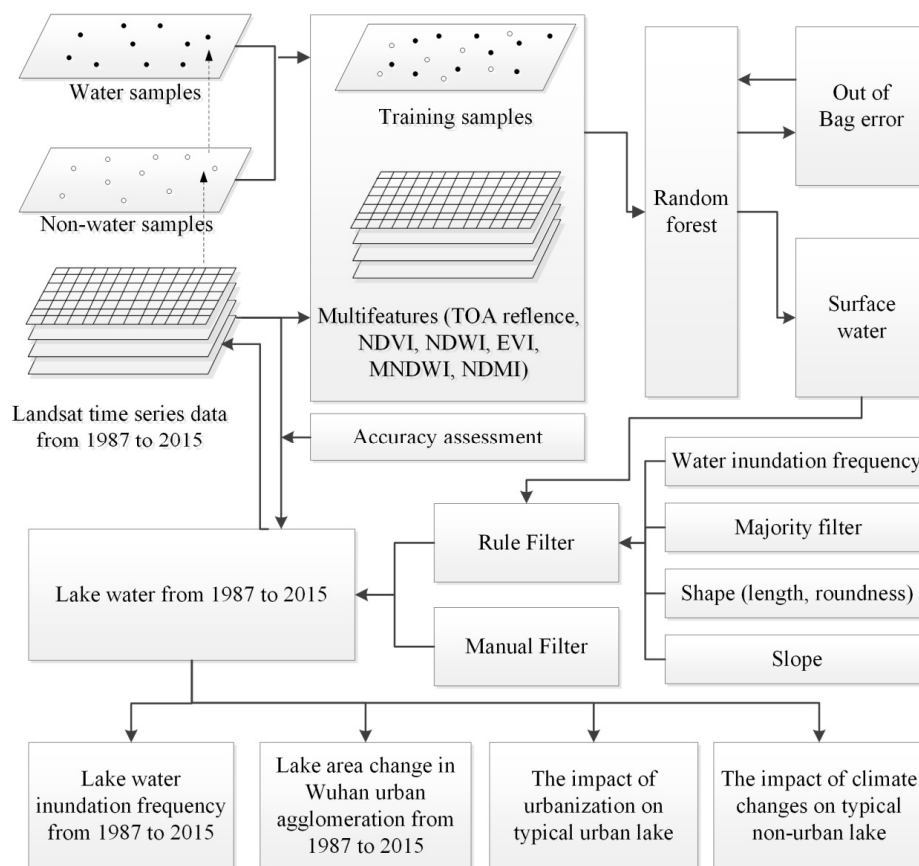 Water samples
Non-water samples
Landsat time series data
from 1987 to 2015
Training samples
Multifeatures (TOA reflence,
NDVI, NDWI, EVI,
MNDWI, NDMI)
Random
forest
Out of
Bag error
Surface
water
Accuracy assessment
Water inundation frequency
Majority filter
Shape (length, roundness)
Slope
Rule Filter
Manual Filter
Lake water from 1987 to 2015
Lake water
inundation frequency
from 1987 to 2015
Lake area change in
Wuhan urban
agglomeration from
1987 to 2015
The impact of
urbanization on
typical urban lake
The impact of climate
changes on typical
non-urban lake